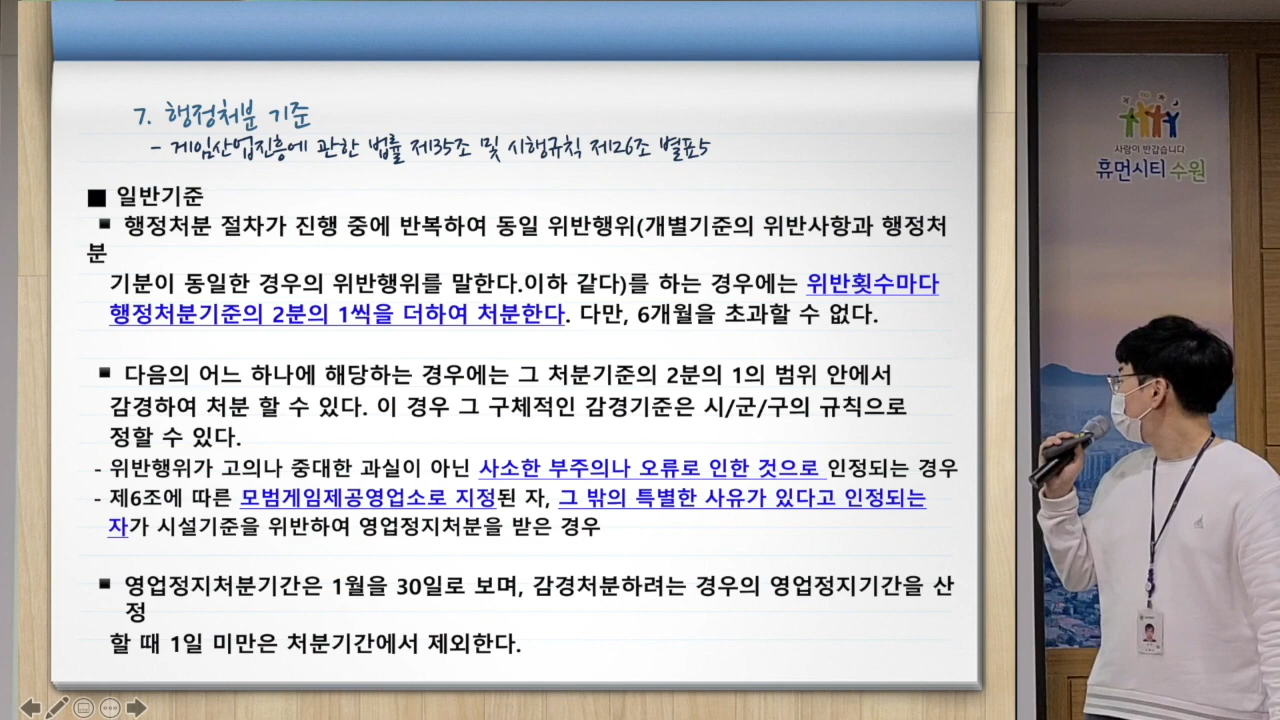 7. 행정처분 기준
- 게임산업진흥에 관한 법률 제35조 및 시행규칙 제26조 별표5
■ 일반기준
▪ 행정처분 절차가 진행 중에 반복하여 동일 위반행위(개별기준의 위반사항과 행정처
분
기분이 동일한 경우의 위반행위를 말한다.이하 같다)를 하는 경우에는 위반횟수마다
행정처분기준의 2분의 1씩을 더하여 처분한다. 다만, 6개월을 초과할 수 없다.
▪ 다음의 어느 하나에 해당하는 경우에는 그 처분기준의 2분의 1의 범위 안에서
감경하여 처분 할 수 있다. 이 경우 그 구체적인 감경기준은 시/군/구의 규칙으로
정할 수 있다.
- 위반행위가 고의나 중대한 과실이 아닌 사소한 부주의나 오류로 인한 것으로 인정되는 경우
- 제6조에 따른 모범게임제공영업소로 지정된 자, 그 밖의 특별한 사유가 있다고 인정되는
자가 시설기준을 위반하여 영업정지처분을 받은 경우
▪ 영업정지처분기간은 1월을 30일로 보며, 감경처분하려는 경우의 영업정지기간을 산
정
할 때 1일 미만은 처분기간에서 제외한다.
사람이 반갑습니다
휴먼시티 수원